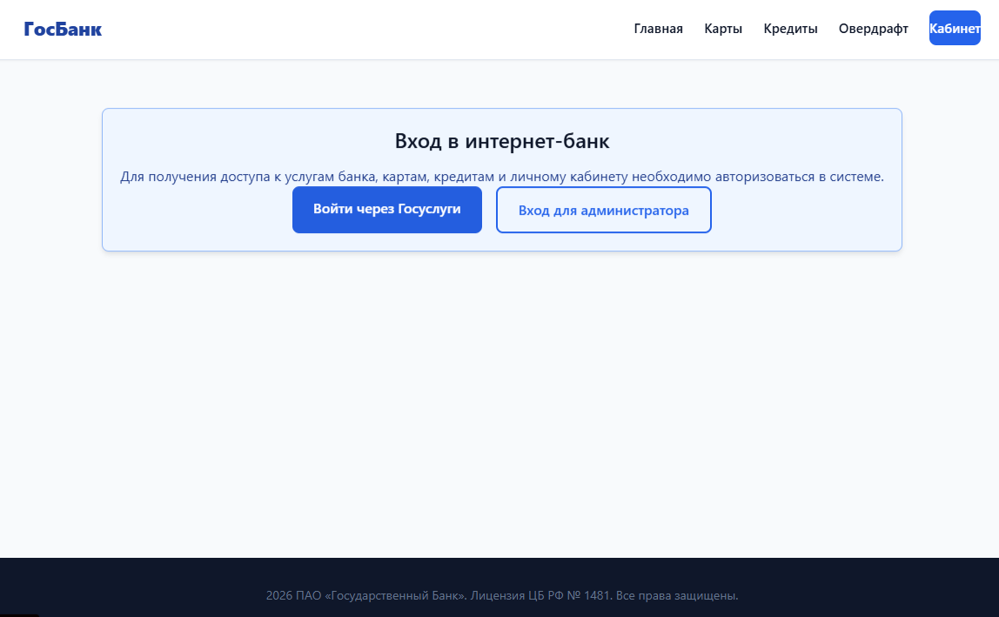 ГосБанк
Главная Карты Кредиты Овердрафт Кабинет
Вход в интернет-банк
Для получения доступа к услугам банка, картам, кредитам и личному кабинету необходимо авторизоваться в системе.
Войти через Госуслуги Вход для администратора
2026 ПАО «Государственный Банк». Лицензия ЦБ РФ № 1481. Все права защищены.